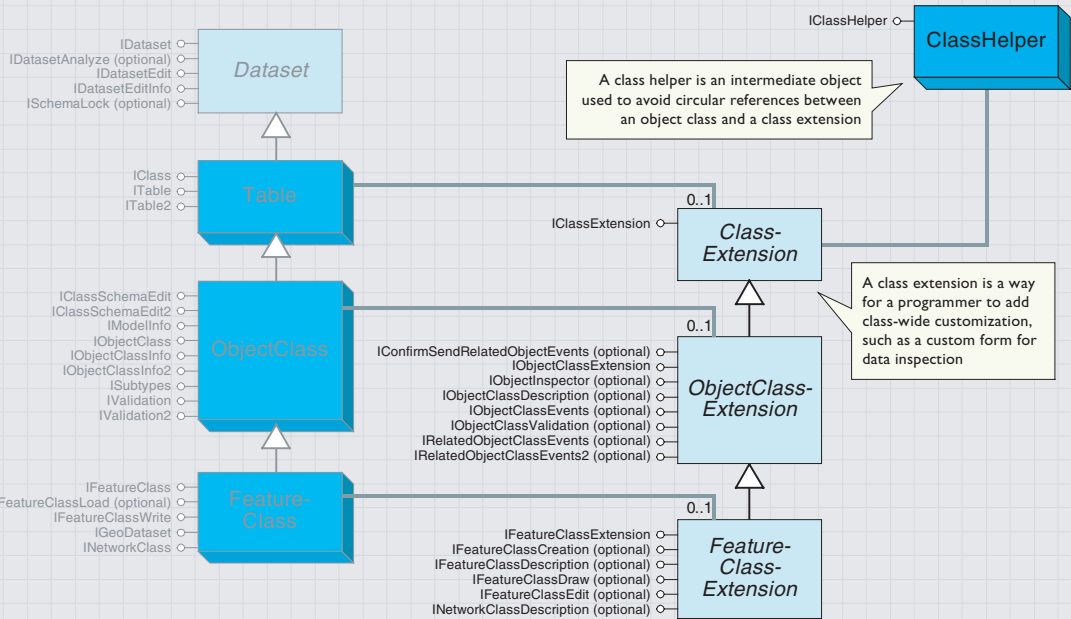 IClassHelper
ClassHelper
A class helper is an intermediate object
used to avoid circular references between
an object class and a class extension
IDataset
IDatasetAnalyze (optional)
IDatasetEdit
IDatasetEditInfo
ISchemaLock (optional)
Dataset
IClass
ITable
ITable2
Table
0..1
IClassExtension
Class-
Extension
A class extension is a way
for a programmer to add
class-wide customization,
such as a custom form for
data inspection
IClassSchemaEdit
IClassSchemaEdit2
IModelInfo
IObjectClass
IObjectClassInfo
IObjectClassInfo2
ISubtypes
IValidation
IValidation2
ObjectClass
0..1
IConfirmSendRelatedObjectEvents (optional)
IObjectClassExtension
IObjectInspector (optional)
IObjectClassDescription (optional)
IObjectClassEvents (optional)
IObjectClassValidation (optional)
IRelatedObjectClassEvents (optional)
IRelatedObjectClassEvents2 (optional)
ObjectClass-
Extension
IFeatureClass
FeatureClassLoad (optional)
IFeatureClassWrite
IGeoDataset
INetworkClass
Feature-
Class
0..1
IFeatureClassExtension
IFeatureClassCreation (optional)
IFeatureClassDescription (optional)
IFeatureClassDraw (optional)
IFeatureClassEdit (optional)
INetworkClassDescription (optional)
Feature-
Class-
Extension